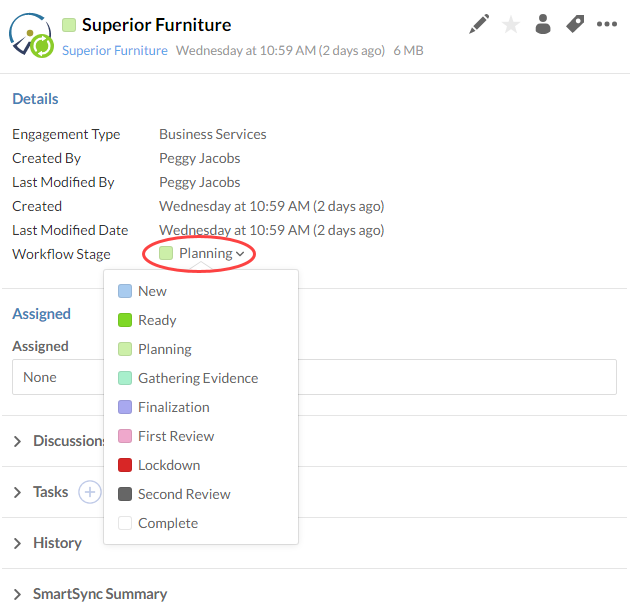 Superior Furniture
Superior Furniture Wednesday at 10:59 AM (2 days ago) 6 MB
Details
Engagement Type Business Services
Created By Peggy Jacobs
Last Modified By Peggy Jacobs
Created Wednesday at 10:59 AM (2 days ago)
Last Modified Date Wednesday at 10:59 AM (2 days ago)
Workflow Stage Planning
New
Ready
Planning
Gathering Evidence
Finalization
First Review
Lockdown
Second Review
Complete
Assigned
Assigned
None
Discussions
Tasks
History
SmartSync Summary